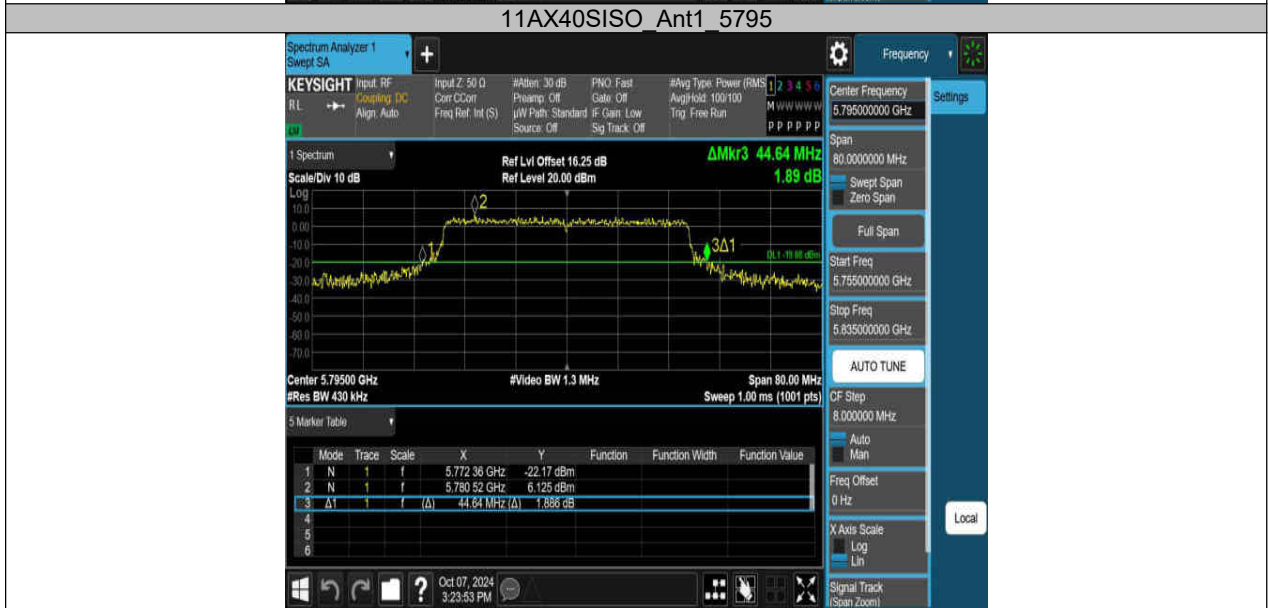 11AX40SISO_Ant1_5795
Spectrum Analyzer 1
Swept SA
+
Frequency
KEYSIGHT
RL
Input: RF
Coupling: DC
Align: Auto
Input Z: 50 Ω
Corr CCorr
Freq Ref: Int (S)
#Atten: 30 dB
Preamp: Off
µW Path: Standard
Source: Off
PNO: Fast
Gate: Off
IF Gain: Low
Sig Track: Off
#Avg Type: Power (RMS
Avg|Hold: 100/100
Trig: Free Run
1 2 3 4 5 6
M W W W W W
P P P P P P
1 Spectrum
Scale/Div 10 dB
Ref Lvl Offset 16.25 dB
Ref Level 20.00 dBm
ΔMkr3 44.64 MHz
1.89 dB
Log
10.0
0.00
-10.0
-20.0
-30.0
-40.0
-50.0
-60.0
-70.0
1
2
3Δ1
Center 5.79500 GHz
#Res BW 430 kHz
#Video BW 1.3 MHz
Span 80.00 MHz
Sweep 1.00 ms (1001 pts)
5 Marker Table
Mode Trace Scale X Y Function Function Width Function Value
1 N 1 f 5.772 36 GHz -22.17 dBm
2 N 1 f 5.780 52 GHz 6.125 dBm
3 Δ1 1 f (Δ) 44.64 MHz (Δ) 1.886 dB
4
5
6
Oct 07, 2024
3:23:53 PM
Center Frequency
5.795000000 GHz
Settings
Span
80.0000000 MHz
Swept Span
Zero Span
Full Span
Start Freq
5.755000000 GHz
Stop Freq
5.835000000 GHz
AUTO TUNE
CF Step
8.000000 MHz
Auto
Man
Freq Offset
0 Hz
X Axis Scale
Log
Lin
Signal Track
(Span Zoom)
Local